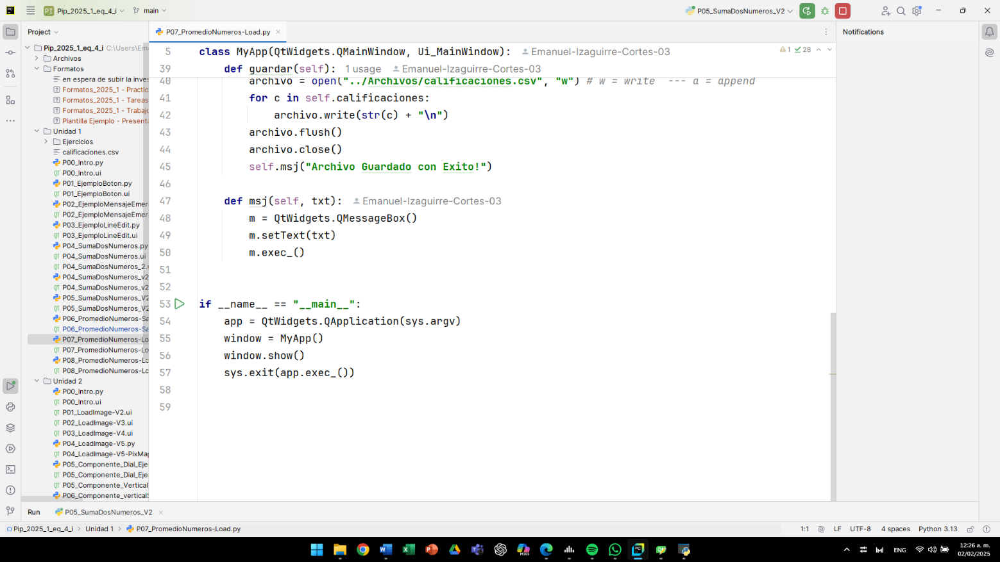 PC
PI Pip_2025_1_eq_4_i
main
P05_SumaDosNumeros_V2
Project
P07_PromedioNumeros-Load.py
Notifications
Pip_2025_1_eq_4_i C:\Users\Ema
Archivos
Formatos
en espera de subir la inves
Formatos_2025_1 - Practic
Formatos_2025_1 - Tareas
Formatos_2025_1 - Trabajo
Plantilla Ejemplo - Present
Unidad 1
Ejercicios
calificaciones.csv
P00_Intro.py
P00_Intro.ui
P01_EjemploBoton.py
P01_EjemploBoton.ui
P02_EjemploMensajeEmer
P02_EjemploMensajeEmer
P03_EjemploLineEdit.py
P03_EjemploLineEdit.ui
P04_SumaDosNumeros.py
P04_SumaDosNumeros.ui
P04_SumaDosNumeros_2.u
P04_SumaDosNumeros_v2
P04_SumaDosNumeros_v2
P05_SumaDosNumeros_V2
P05_SumaDosNumeros_V2
P06_PromedioNumeros-Sa
P06_PromedioNumeros-Sa
P07_PromedioNumeros-Lo
P07_PromedioNumeros-Lo
P08_PromedioNumeros-Lo
P08_PromedioNumeros-Lo
Unidad 2
P00_Intro.py
P00_Intro.ui
P01_LoadImage-V2.ui
P02_LoadImage-V3.ui
P03_LoadImage-V4.ui
P04_LoadImage-V5.py
P04_LoadImage-V5-PixMap
P05_Componente_Dial_Eje
P05_Componente_Dial_Eje
P05_Componente_Vertical
P06_Componente_verticalS
5 class MyApp(QtWidgets.QMainWindow, Ui_MainWindow): Emanuel-Izaguirre-Cortes-03
1 28
39 def guardar(self): 1 usage Emanuel-Izaguirre-Cortes-03
40 archivo = open("../Archivos/calificaciones.csv", "w") # w = write --- a = append
41 for c in self.calificaciones:
42 archivo.write(str(c) + "\n")
43 archivo.flush()
44 archivo.close()
45 self.msj("Archivo Guardado con Exito!")
46
47 def msj(self, txt): Emanuel-Izaguirre-Cortes-03
48 m = QtWidgets.QMessageBox()
49 m.setText(txt)
50 m.exec_()
51
52
53 if __name__ == "__main__":
54 app = QtWidgets.QApplication(sys.argv)
55 window = MyApp()
56 window.show()
57 sys.exit(app.exec_())
58
59
Run P05_SumaDosNumeros_V2
Pip_2025_1_eq_4_i > Unidad 1 > P07_PromedioNumeros-Load.py
1:1 LF UTF-8 4 spaces Python 3.13
ENG
12:26 a. m.
02/02/2025